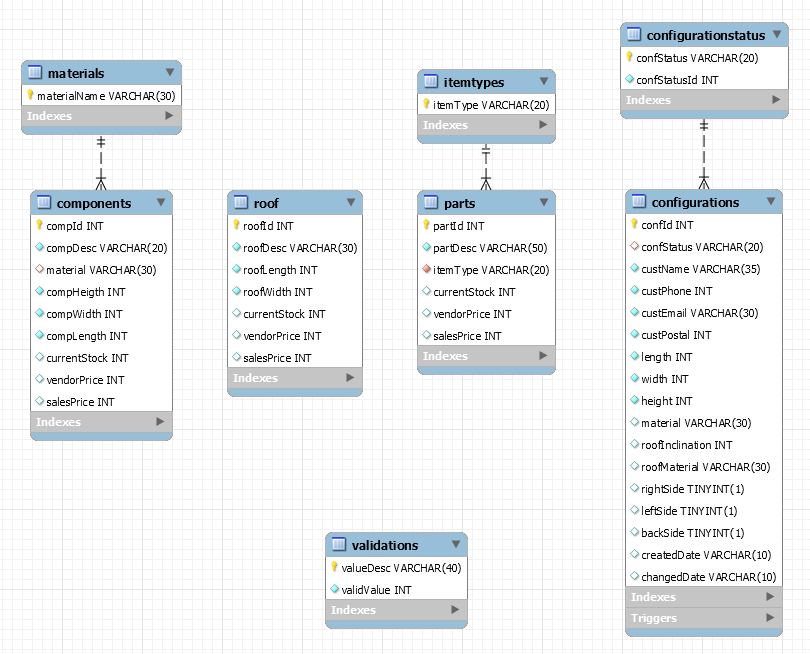 materials
materialName VARCHAR(30)
Indexes
itemtypes
itemType VARCHAR(20)
Indexes
configurationstatus
confStatus VARCHAR(20)
confStatusId INT
Indexes
components
compId INT
compDesc VARCHAR(20)
material VARCHAR(30)
compHeigth INT
compWidth INT
compLength INT
currentStock INT
vendorPrice INT
salesPrice INT
Indexes
roof
roofId INT
roofDesc VARCHAR(30)
roofLength INT
roofWidth INT
currentStock INT
vendorPrice INT
salesPrice INT
Indexes
parts
partId INT
partDesc VARCHAR(50)
itemType VARCHAR(20)
currentStock INT
vendorPrice INT
salesPrice INT
Indexes
configurations
confId INT
confStatus VARCHAR(20)
custName VARCHAR(35)
custPhone INT
custEmail VARCHAR(30)
custPostal INT
length INT
width INT
height INT
material VARCHAR(30)
roofInclination INT
roofMaterial VARCHAR(30)
rightSide TINYINT(1)
leftSide TINYINT(1)
backSide TINYINT(1)
createdDate VARCHAR(10)
changedDate VARCHAR(10)
Indexes
Triggers
validations
valueDesc VARCHAR(40)
validValue INT
Indexes